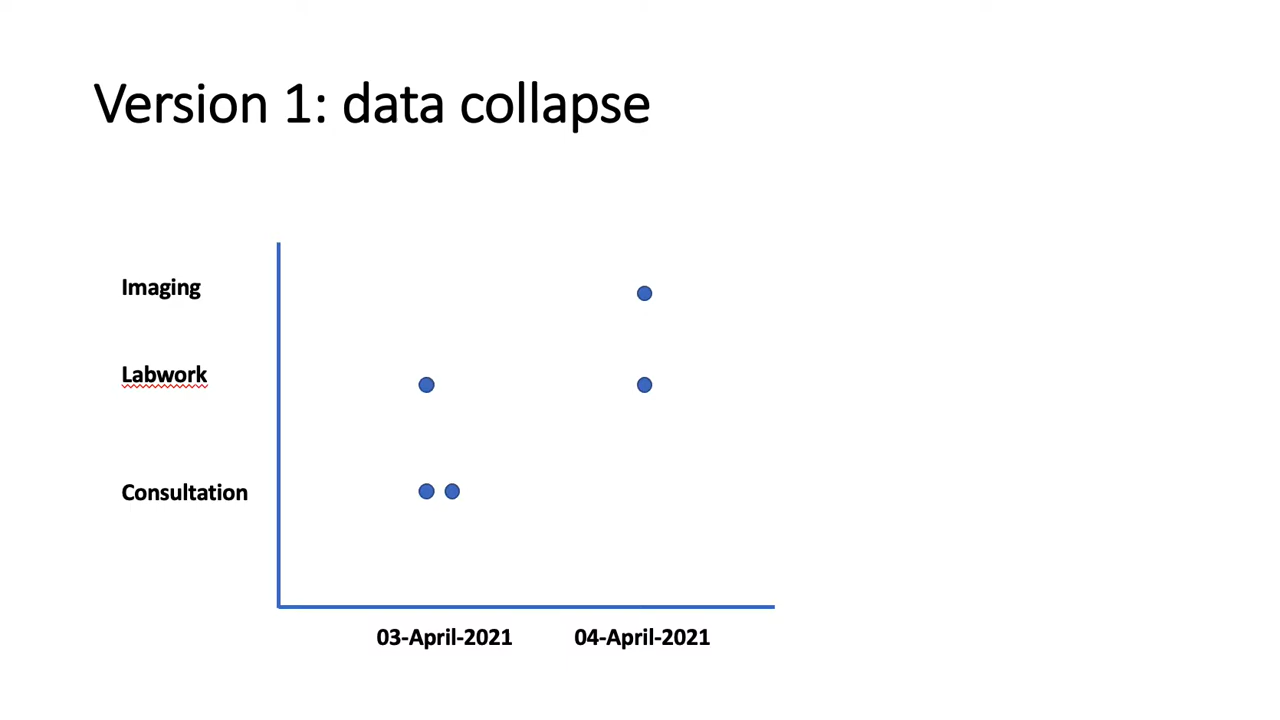 Version 1: data collapse
Imaging
Labwork
Consultation
03-April-2021 04-April-2021